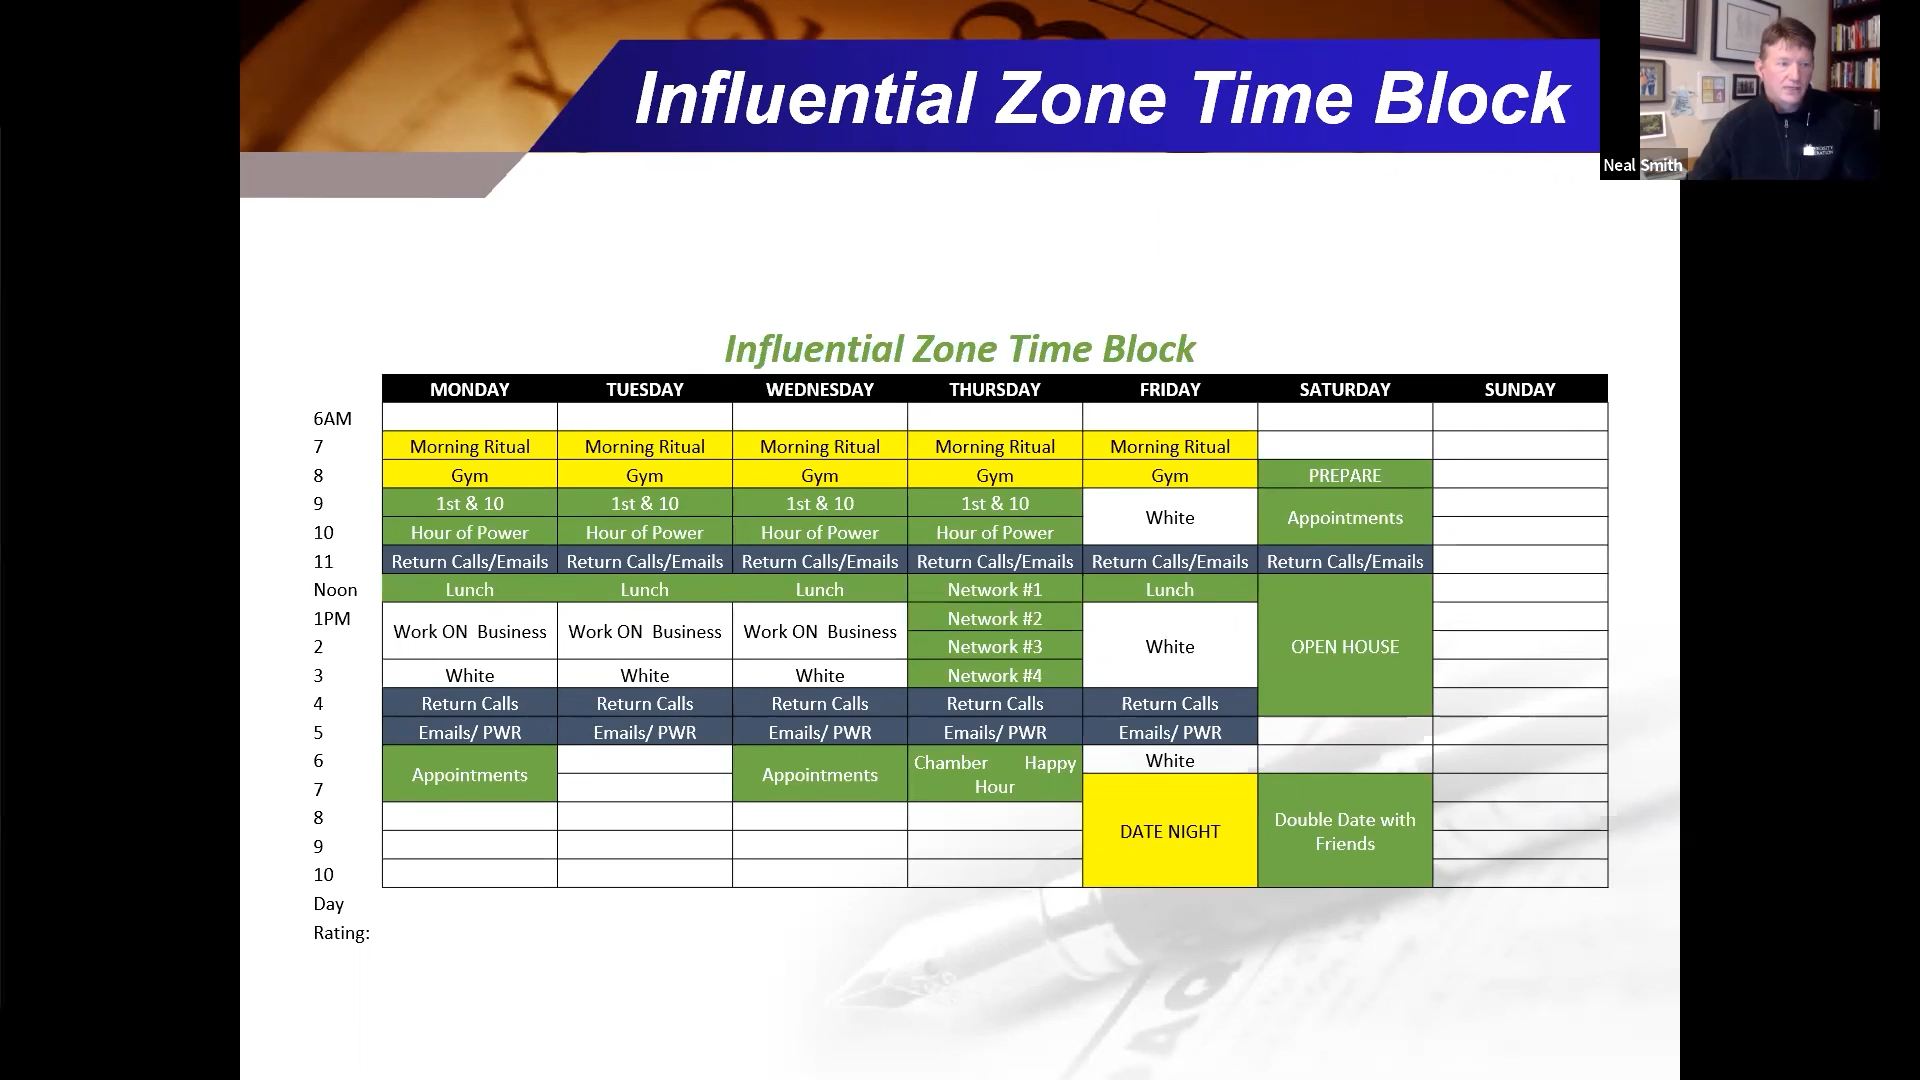 Influential Zone Time Block
Neal Smith
Influential Zone Time Block
MONDAY TUESDAY WEDNESDAY THURSDAY FRIDAY SATURDAY SUNDAY
6AM
7 Morning Ritual Morning Ritual Morning Ritual Morning Ritual Morning Ritual
8 Gym Gym Gym Gym Gym PREPARE
9 1st & 10 1st & 10 1st & 10 1st & 10
White Appointments
10 Hour of Power Hour of Power Hour of Power Hour of Power
11 Return Calls/Emails Return Calls/Emails Return Calls/Emails Return Calls/Emails Return Calls/Emails Return Calls/Emails
Noon Lunch Lunch Lunch Network #1 Lunch
1PM Network #2
Work ON Business Work ON Business Work ON Business
2 Network #3 White OPEN HOUSE
3 White White White Network #4
4 Return Calls Return Calls Return Calls Return Calls Return Calls
5 Emails/ PWR Emails/ PWR Emails/ PWR Emails/ PWR Emails/ PWR
6 Chamber Happy White
Appointments Appointments
7 Hour
8 Double Date with
DATE NIGHT
9 Friends
10
Day
Rating: